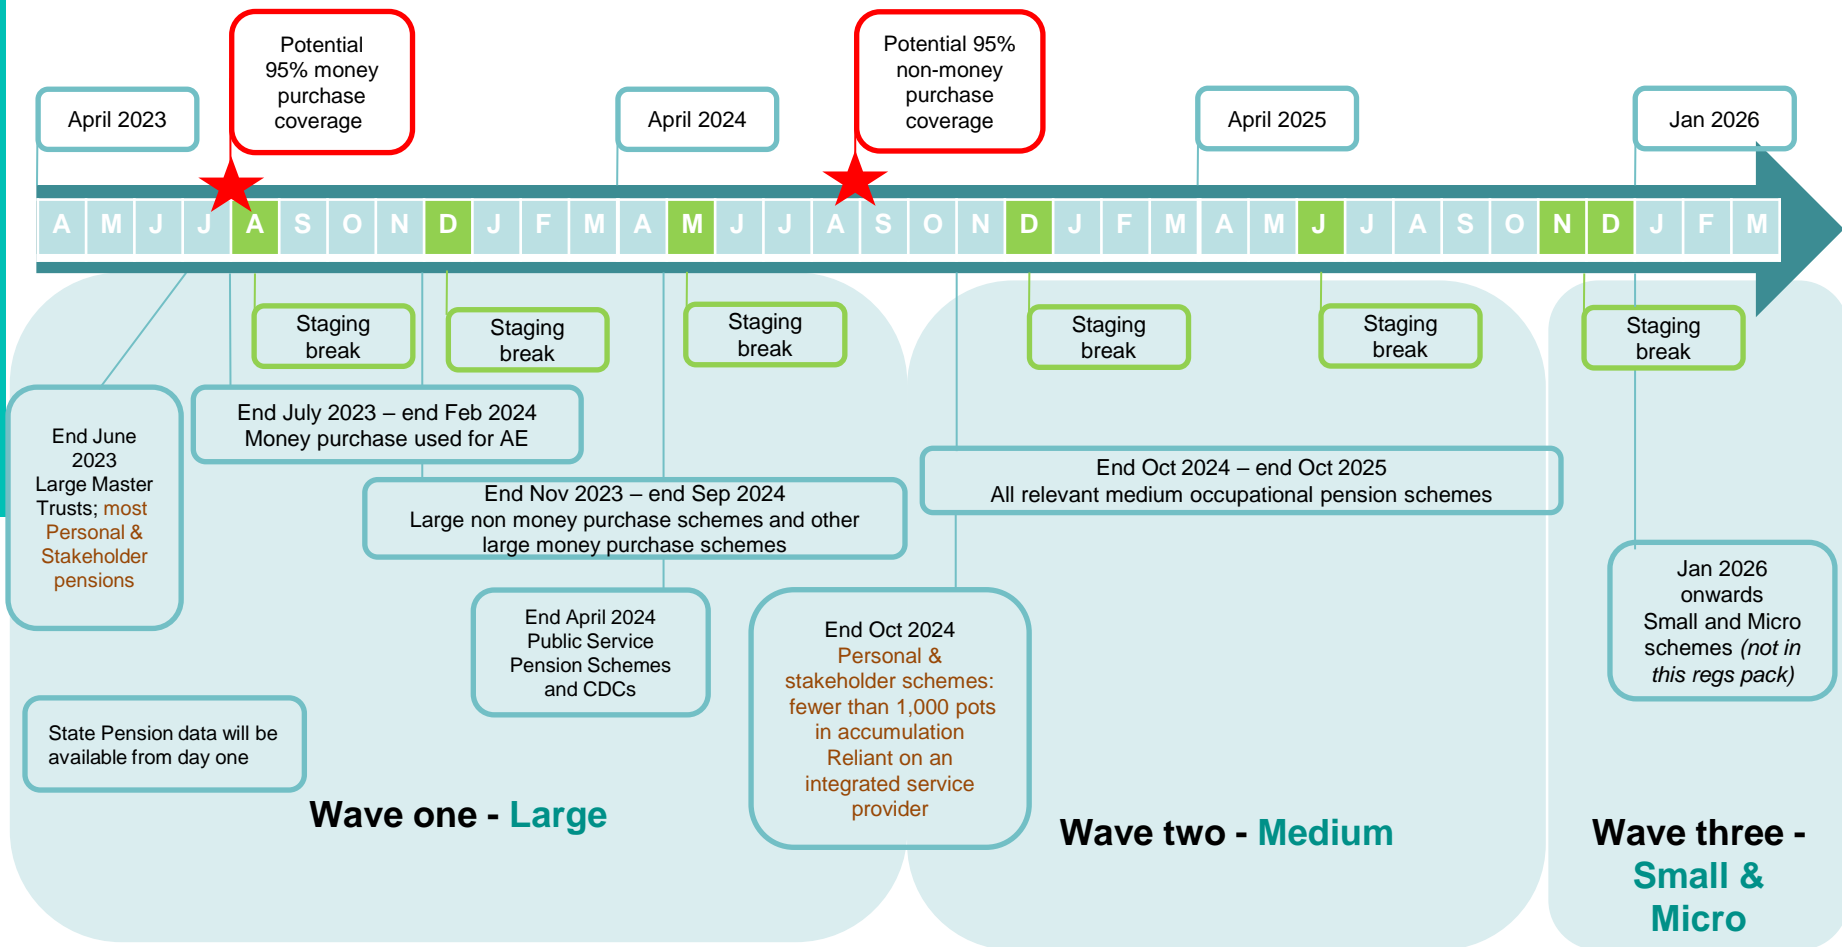 Potential
95% money
purchase
coverage
Potential 95%
non-money
purchase
coverage
April 2023
April 2024
April 2025
Jan 2026
A M J J A S O N D J F M A M J J A S O N D J F M A M J J A S O N D J F M
Staging
break
Staging
break
Staging
break
Staging
break
Staging
break
Staging
break
End June
2023
Large Master
Trusts; most
Personal &
Stakeholder
pensions
End July 2023 – end Feb 2024
Money purchase used for AE
End Nov 2023 – end Sep 2024
Large non money purchase schemes and other
large money purchase schemes
End April 2024
Public Service
Pension Schemes
and CDCs
End Oct 2024
Personal &
stakeholder schemes:
fewer than 1,000 pots
in accumulation
Reliant on an
integrated service
provider
End Oct 2024 – end Oct 2025
All relevant medium occupational pension schemes
Jan 2026
onwards
Small and Micro
schemes (not in
this regs pack)
State Pension data will be
available from day one
Wave one - Large
Wave two - Medium
Wave three -
Small &
Micro